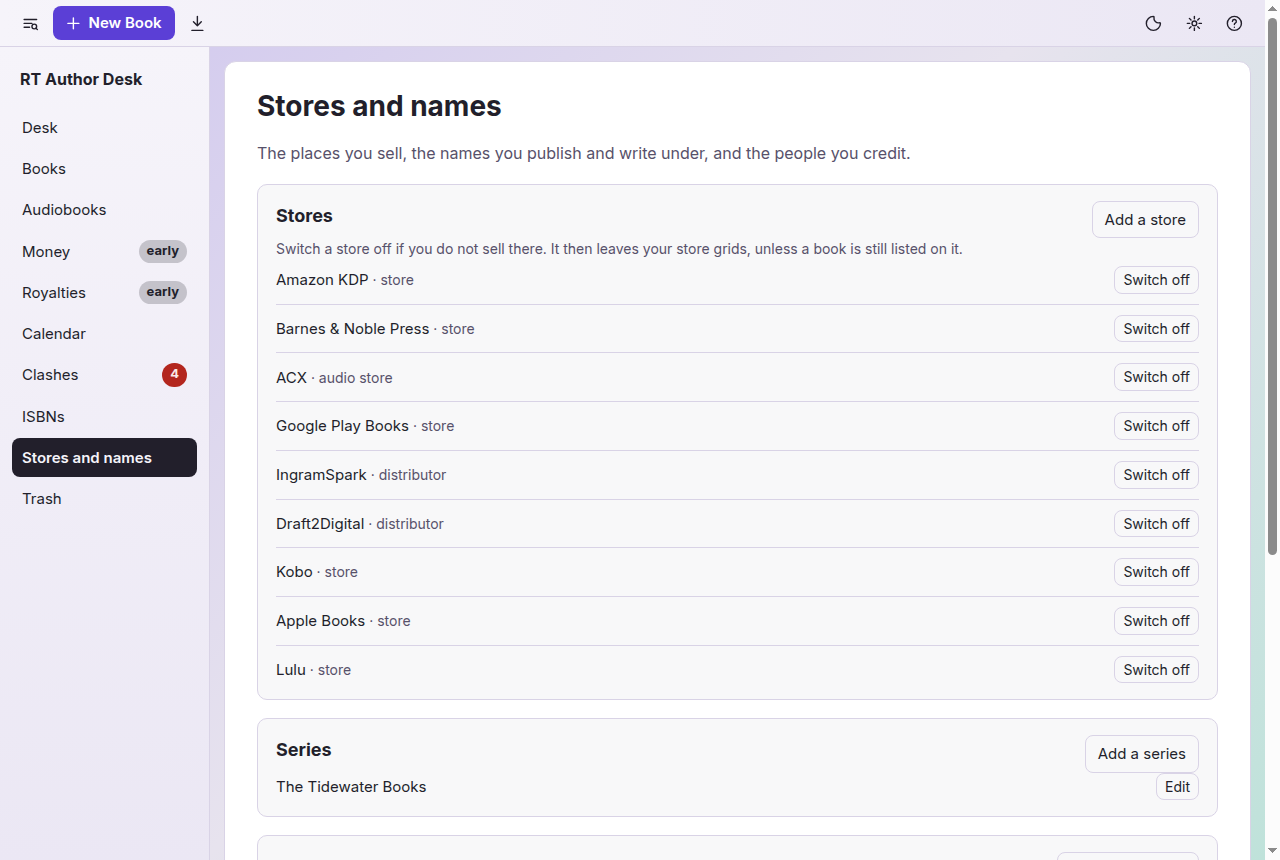 New Book
RT Author Desk
Desk
Books
Audiobooks
Money early
Royalties early
Calendar
Clashes 4
ISBNs
Stores and names
Trash
Stores and names
The places you sell, the names you publish and write under, and the people you credit.
Stores
Add a store
Switch a store off if you do not sell there. It then leaves your store grids, unless a book is still listed on it.
Amazon KDP · store Switch off
Barnes & Noble Press · store Switch off
ACX · audio store Switch off
Google Play Books · store Switch off
IngramSpark · distributor Switch off
Draft2Digital · distributor Switch off
Kobo · store Switch off
Apple Books · store Switch off
Lulu · store Switch off
Series
Add a series
The Tidewater Books Edit